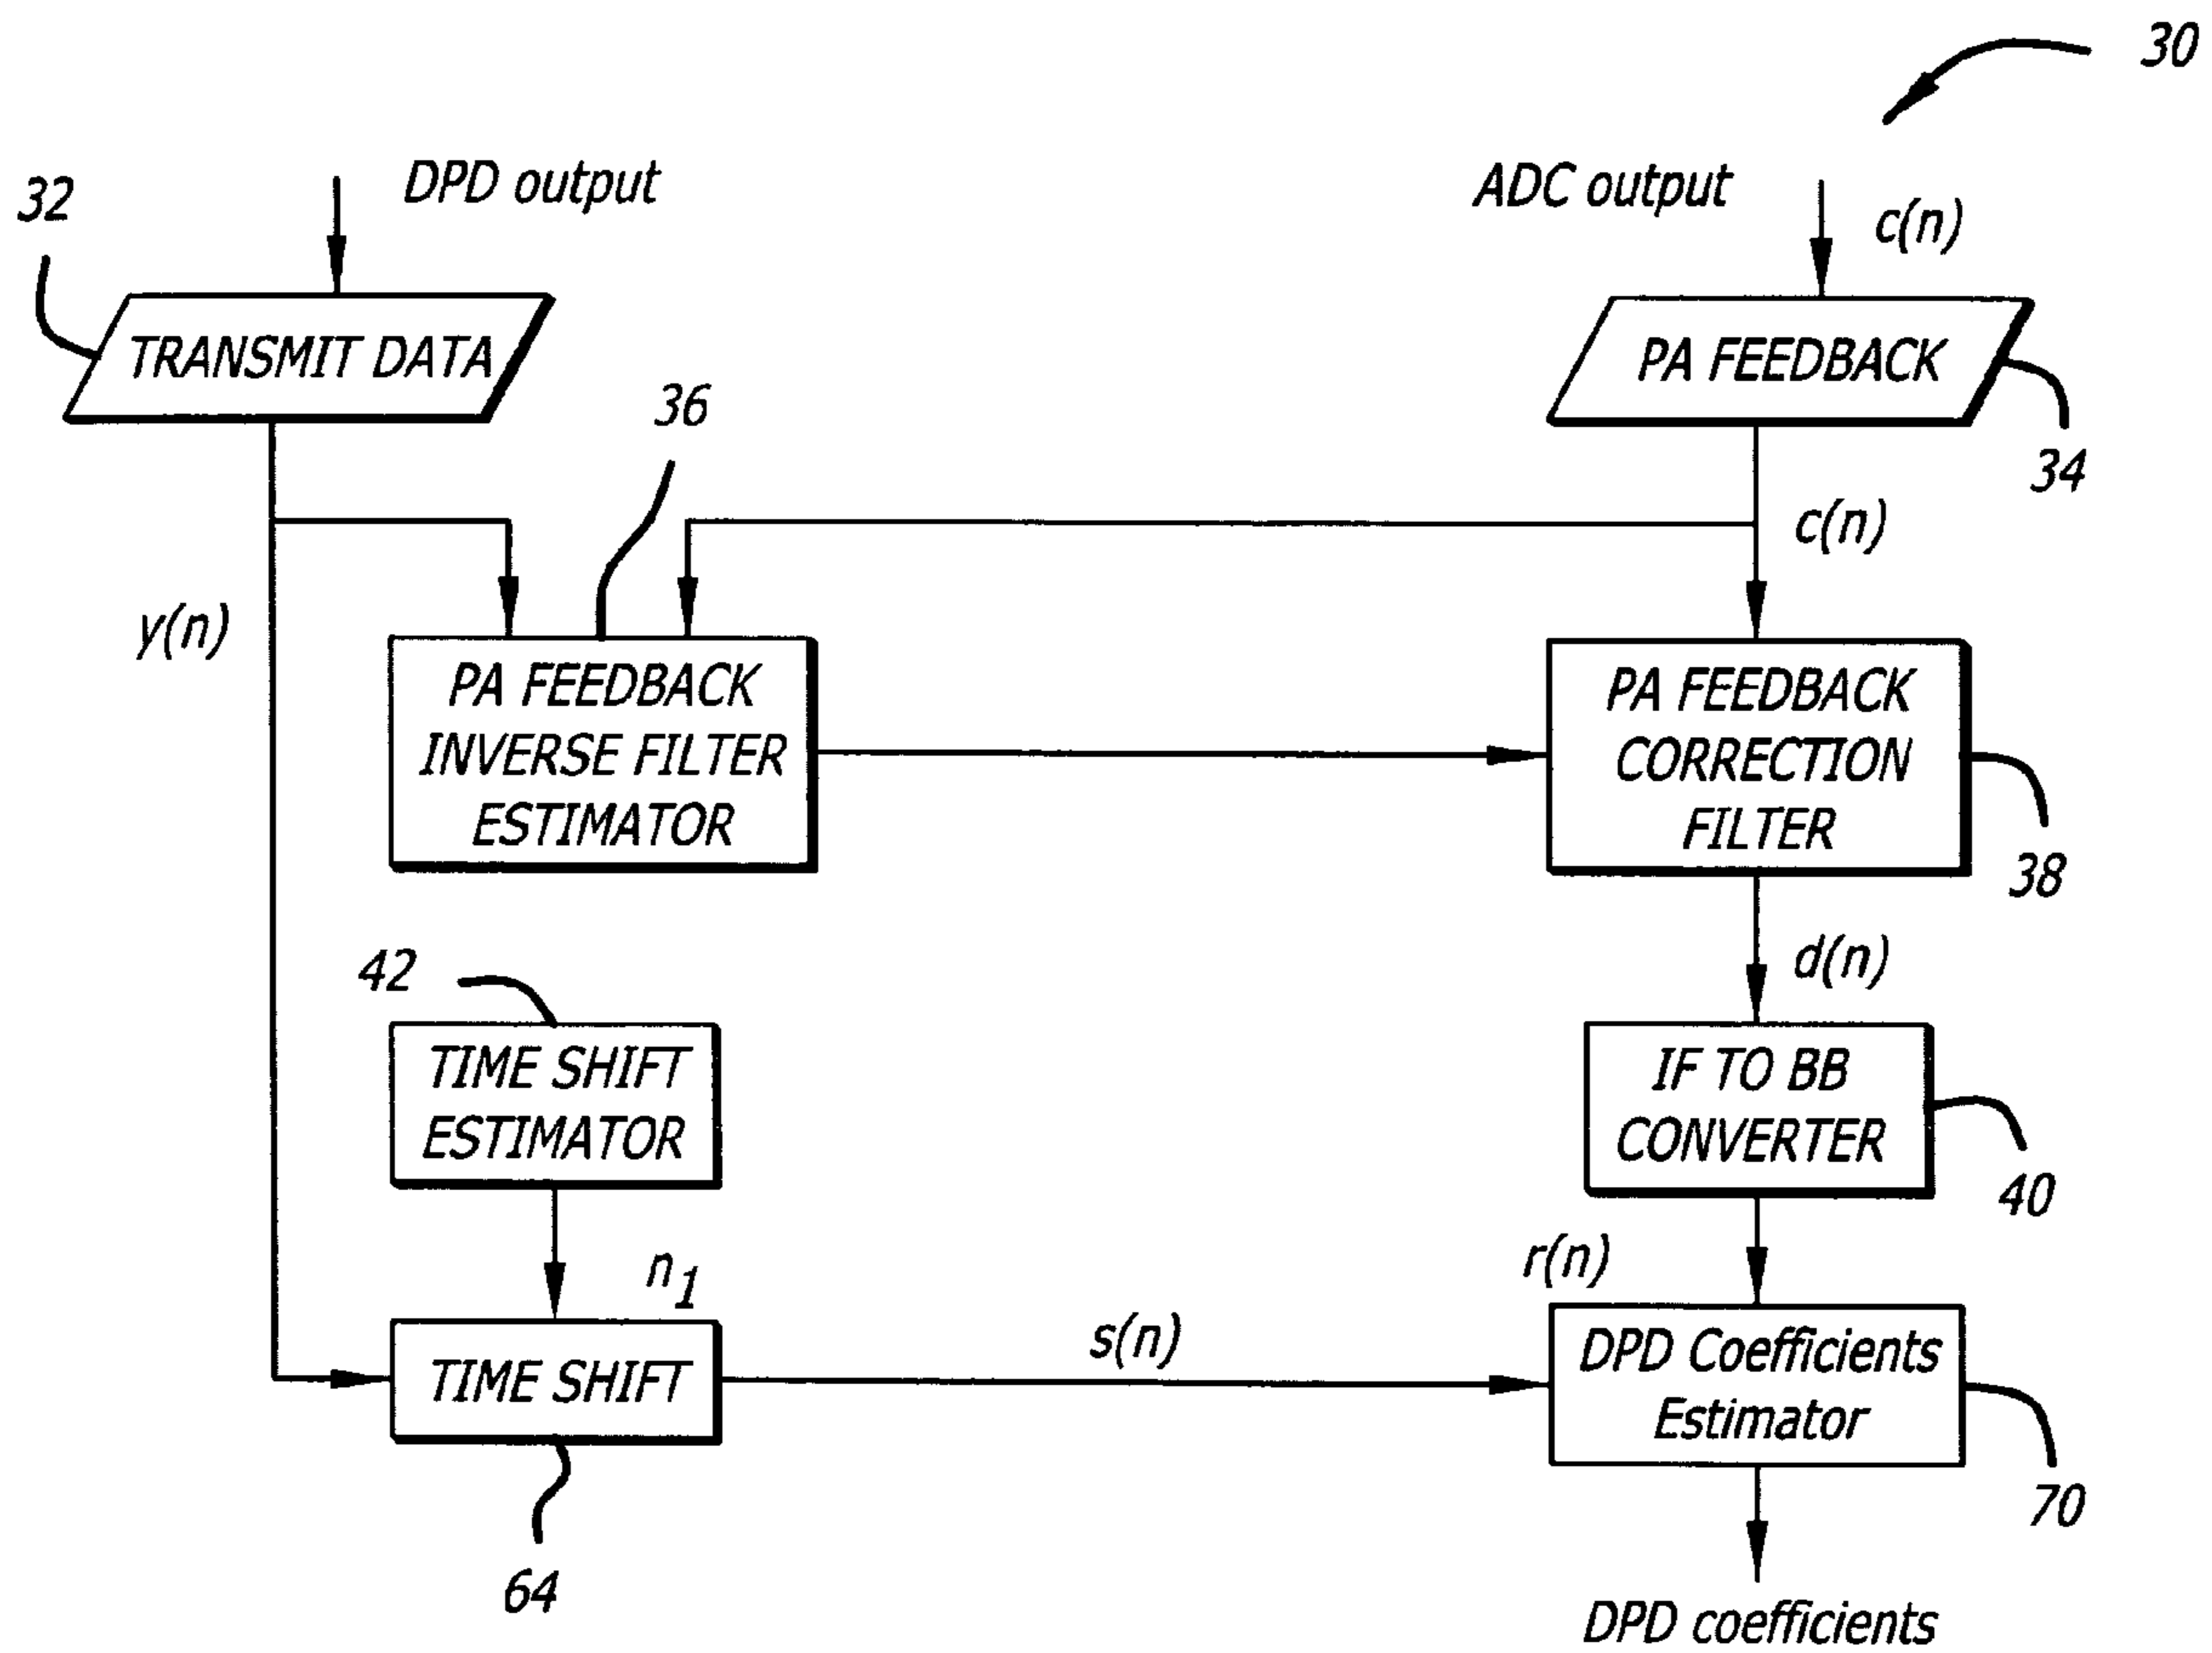 30
DPD output
ADC output
c(n)
32
TRANSMIT DATA
PA FEEDBACK
34
36
c(n)
y(n)
PA FEEDBACK
INVERSE FILTER
ESTIMATOR
PA FEEDBACK
CORRECTION
FILTER
38
d(n)
42
TIME SHIFT
ESTIMATOR
IF TO BB
CONVERTER
40
n1
r(n)
TIME SHIFT
s(n)
DPD Coefficients
Estimator
70
64
DPD coefficients